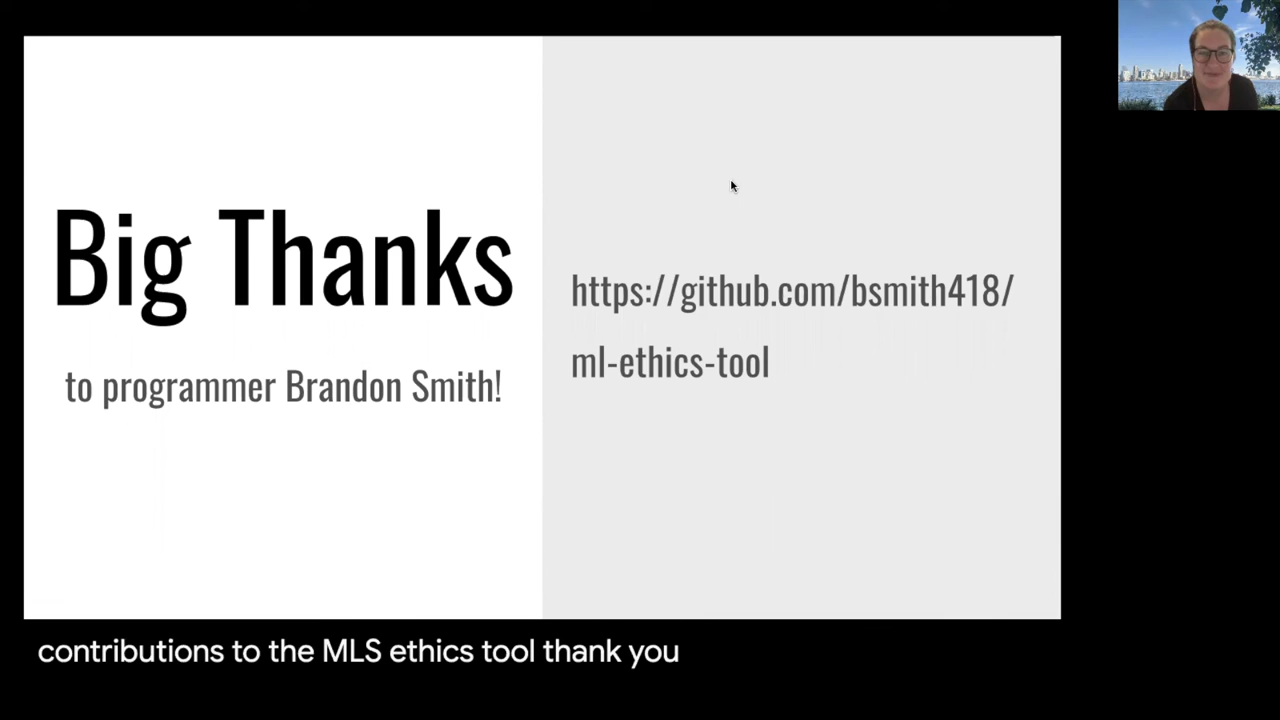 Big Thanks
to programmer Brandon Smith!
https://github.com/bsmith418/
ml-ethics-tool
contributions to the MLS ethics tool thank you